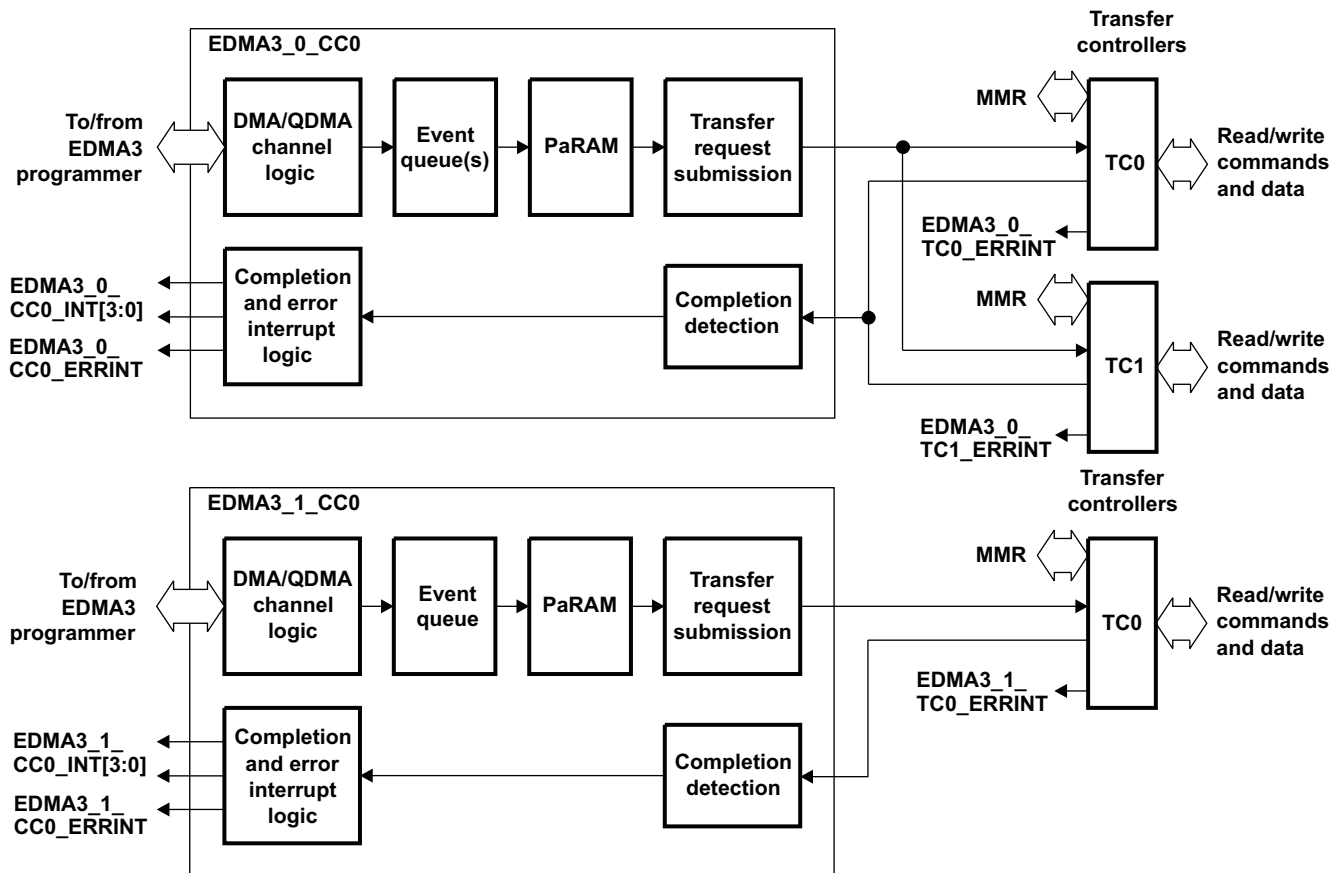 Transfer
controllers
EDMA3_0_CC0
To/from
EDMA3
programmer
DMA/QDMA
channel
logic
Event
queue(s)
PaRAM
Transfer
request
submission
MMR
TC0
Read/write
commands
and data
EDMA3_0_
TC0_ERRINT
EDMA3_0_
CC0_INT[3:0]
EDMA3_0_
CC0_ERRINT
Completion
and error
interrupt
logic
Completion
detection
MMR
TC1
Read/write
commands
and data
EDMA3_0_
TC1_ERRINT
Transfer
controllers
EDMA3_1_CC0
To/from
EDMA3
programmer
DMA/QDMA
channel
logic
Event
queue
PaRAM
Transfer
request
submission
MMR
TC0
Read/write
commands
and data
EDMA3_1_
TC0_ERRINT
EDMA3_1_
CC0_INT[3:0]
EDMA3_1_
CC0_ERRINT
Completion
and error
interrupt
logic
Completion
detection